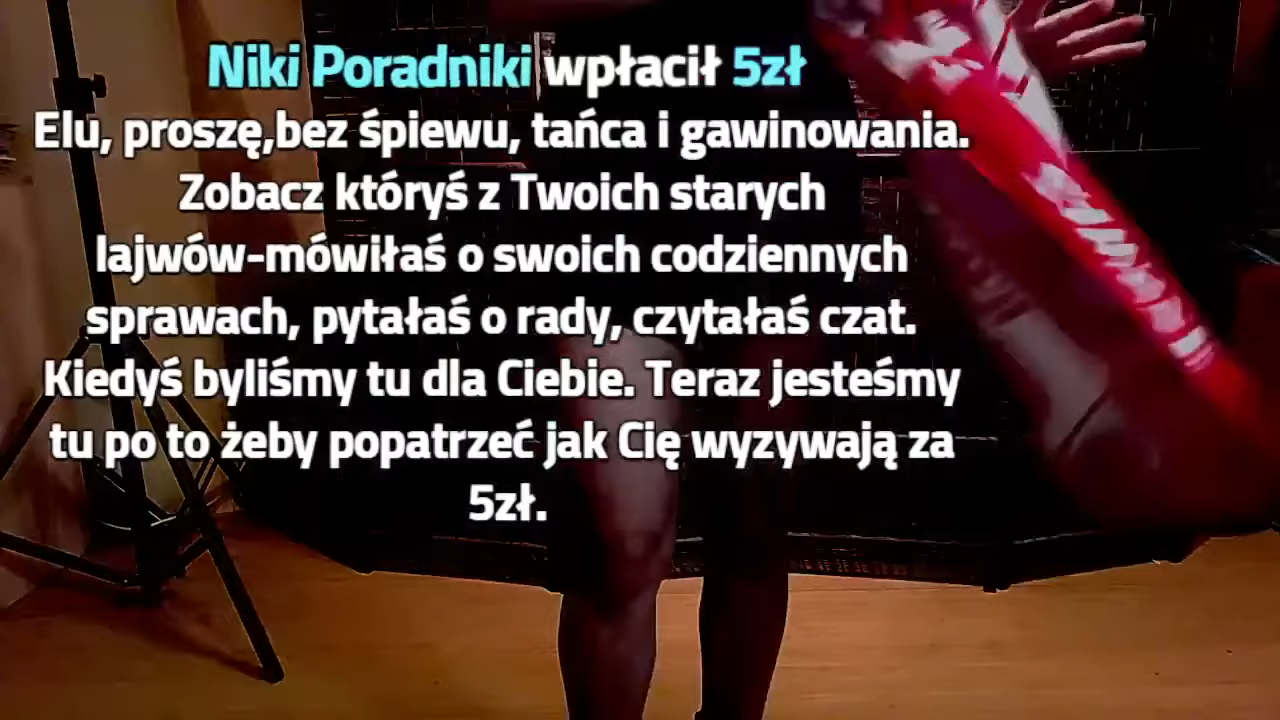 Niki Poradniki wpłacił 5zł
Elu, proszę,bez śpiewu, tańca i gawinowania.
Zobacz któryś z Twoich starych
lajwów-mówiłaś o swoich codziennych
sprawach, pytałaś o rady, czytałaś czat.
Kiedyś byliśmy tu dla Ciebie. Teraz jesteśmy
tu po to żeby popatrzeć jak Cię wyzywają za
5zł.